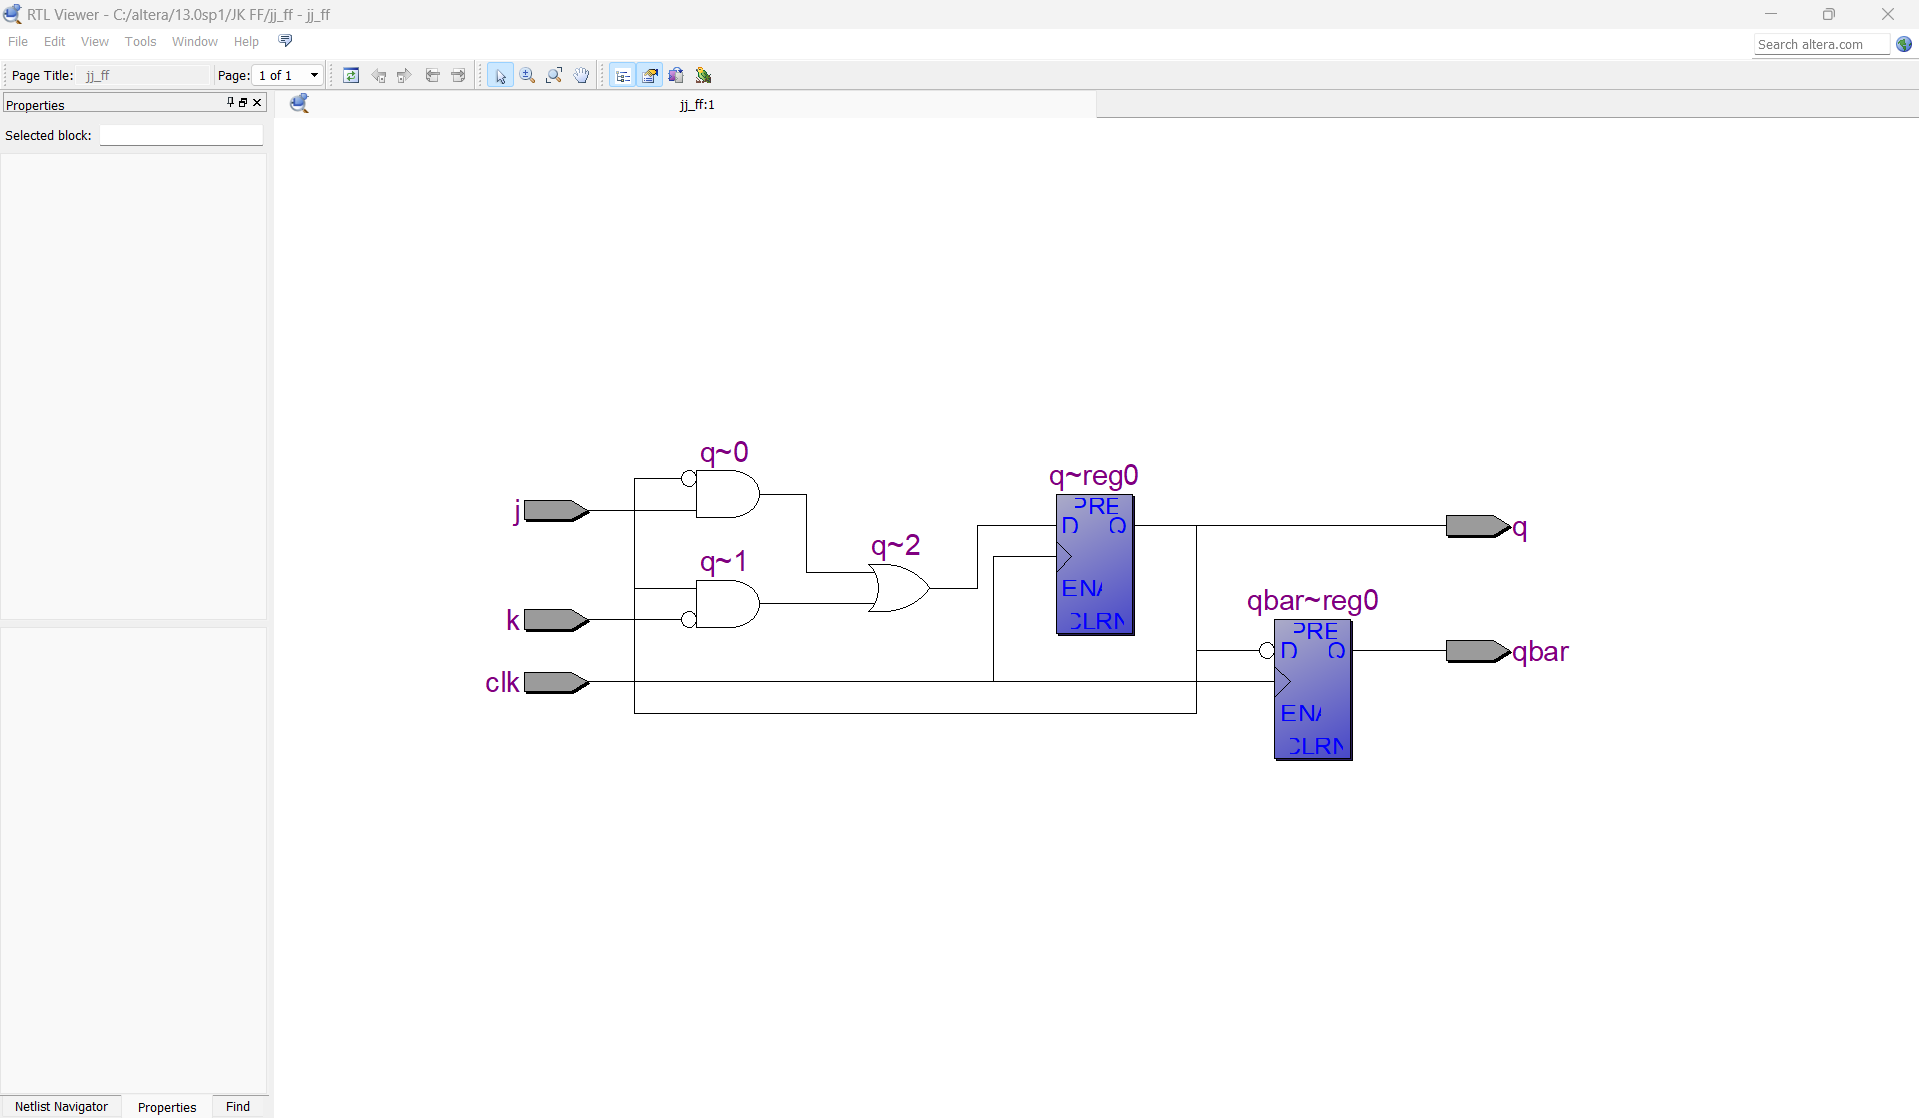 RTL Viewer - C:/altera/13.0sp1/JK FF/jj_ff - jj_ff
File Edit View Tools Window Help
Search altera.com
Page Title: jj_ff Page: 1 of 1
Properties
jj_ff:1
Selected block:
q~0
j
q~1
k
clk
q~2
q~reg0
PRE
D Q
ENA
CLRN
q
qbar~reg0
PRE
D Q
ENA
CLRN
qbar
Netlist Navigator Properties Find